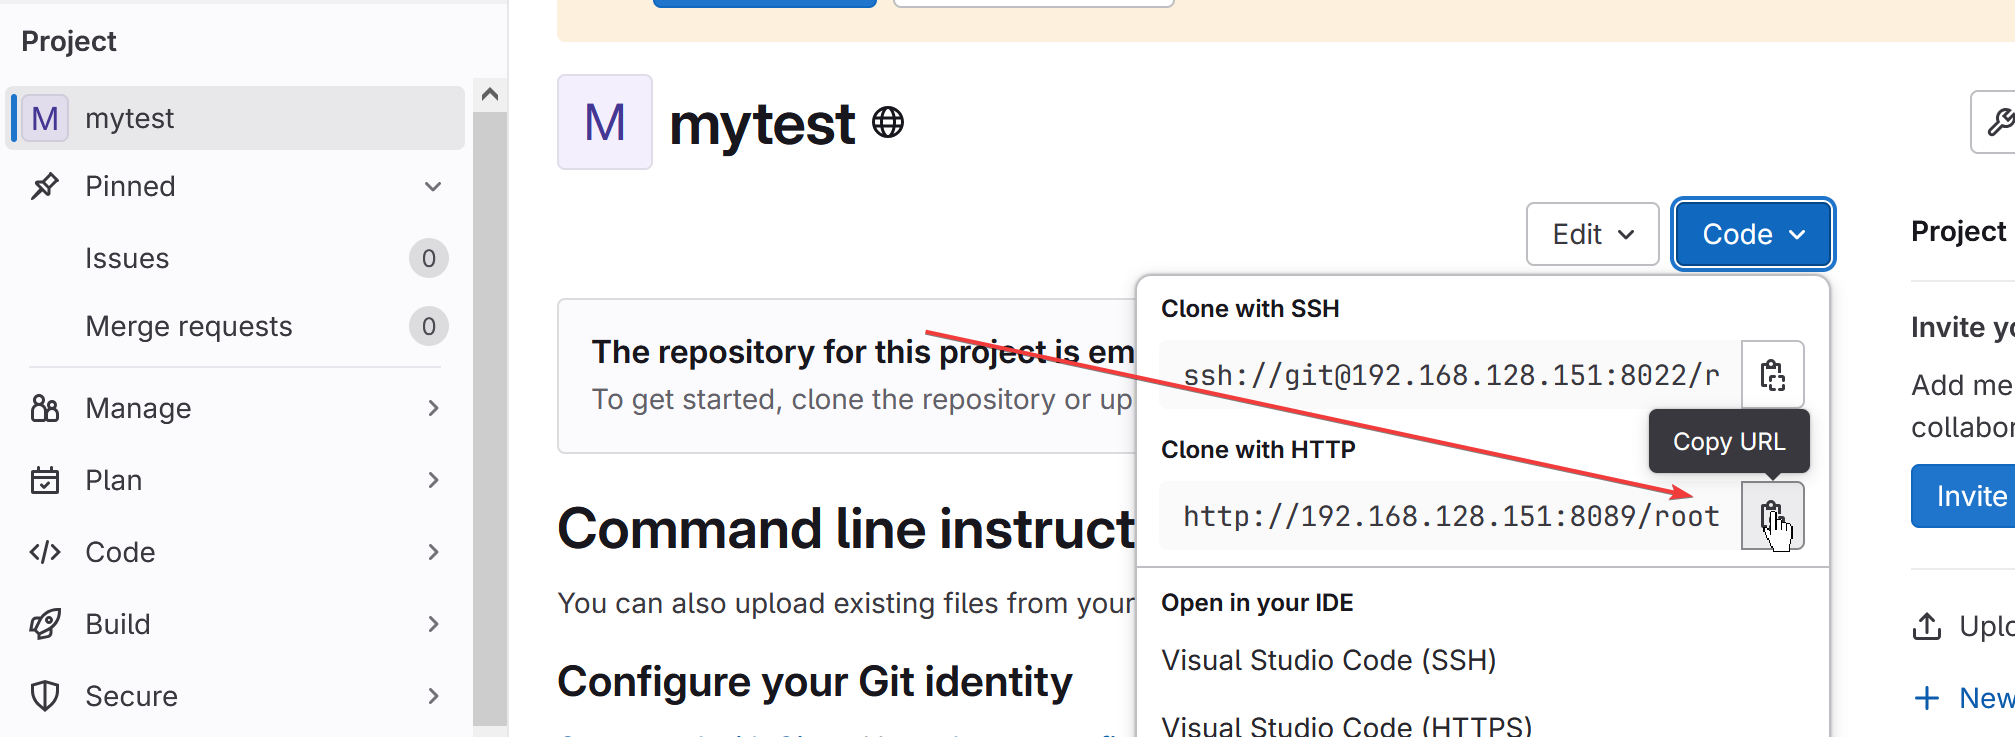 Project
M mytest
Pinned
Issues 0
Merge requests 0
Manage
Plan
Code
Build
Secure
M mytest
Edit
Code
The repository for this project is em
To get started, clone the repository or up
Command line instruct
You can also upload existing files from your
Configure your Git identity
Clone with SSH
ssh://git@192.168.128.151:8022/r
Copy URL
Clone with HTTP
http://192.168.128.151:8089/root
Open in your IDE
Visual Studio Code (SSH)
Visual Studio Code (HTTPS)
Project
Invite yo
Add me
collabor
Invite
Uplo
New